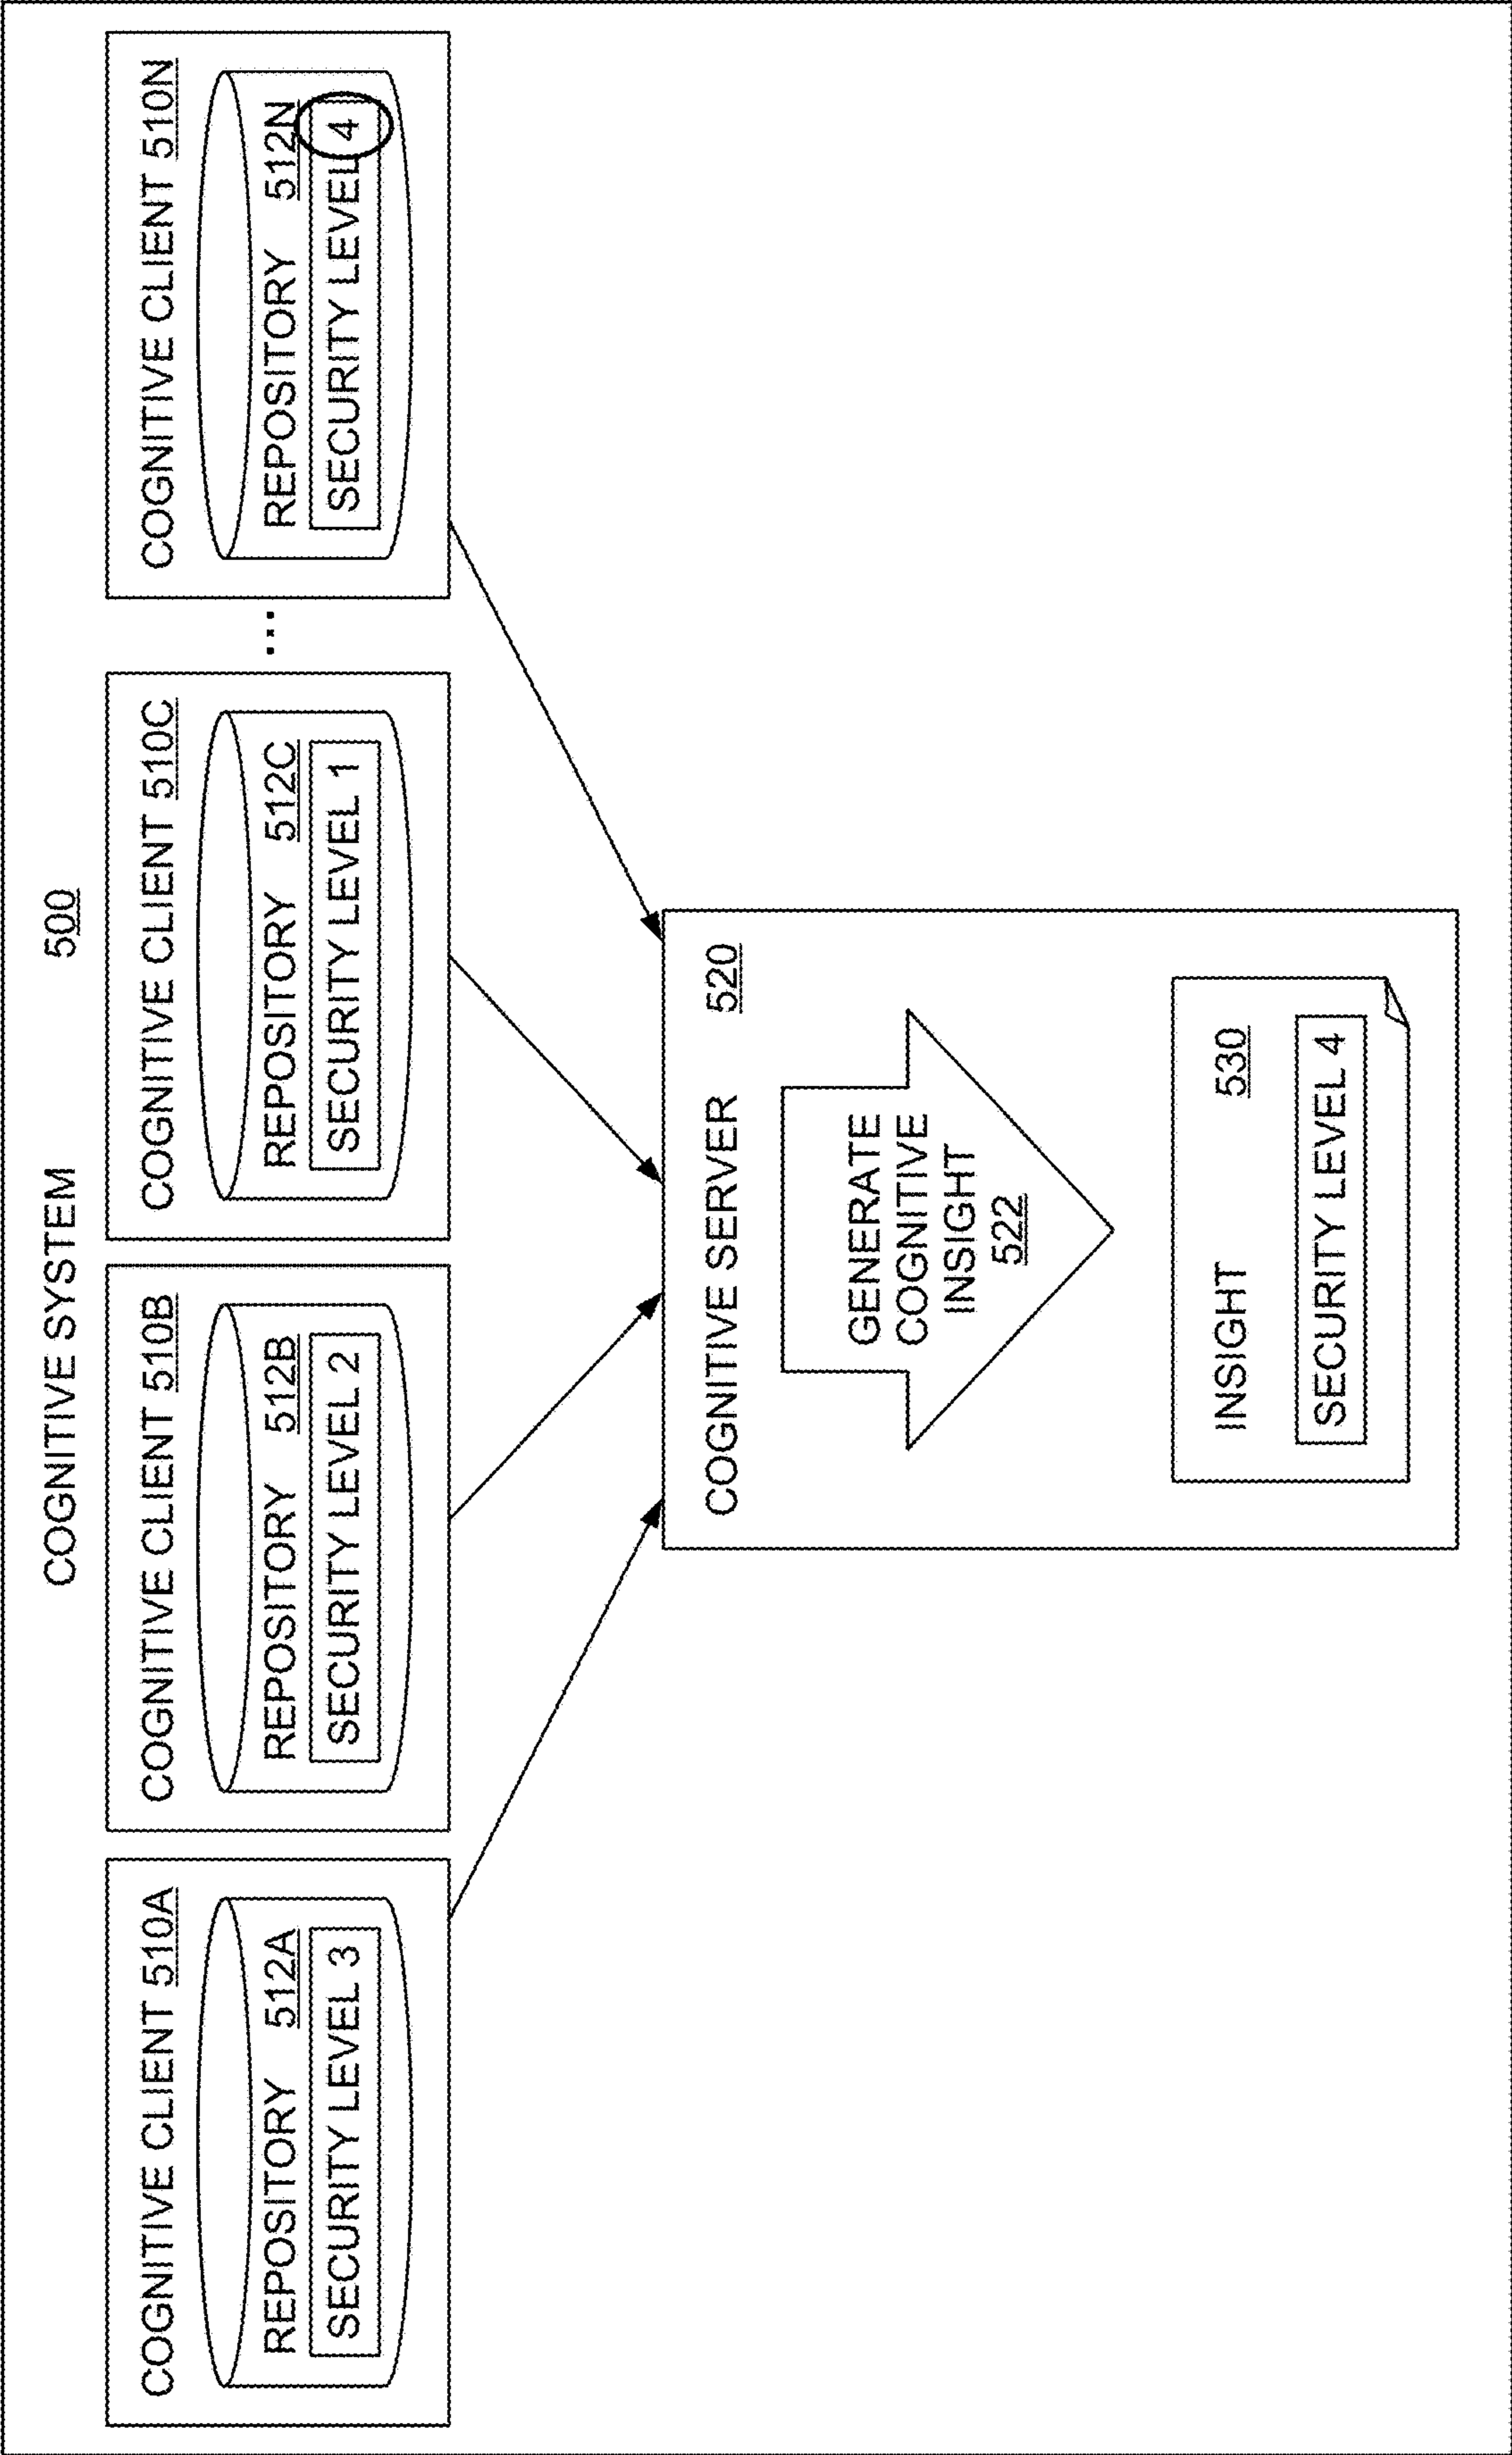 COGNITIVE SYSTEM 500
COGNITIVE CLIENT 510A
REPOSITORY 512A
SECURITY LEVEL 3
COGNITIVE CLIENT 510B
REPOSITORY 512B
SECURITY LEVEL 2
COGNITIVE CLIENT 510C
REPOSITORY 512C
SECURITY LEVEL 1
...
COGNITIVE CLIENT 510N
REPOSITORY 512N
SECURITY LEVEL 4
COGNITIVE SERVER 520
GENERATE
COGNITIVE
INSIGHT
522
INSIGHT 530
SECURITY LEVEL 4